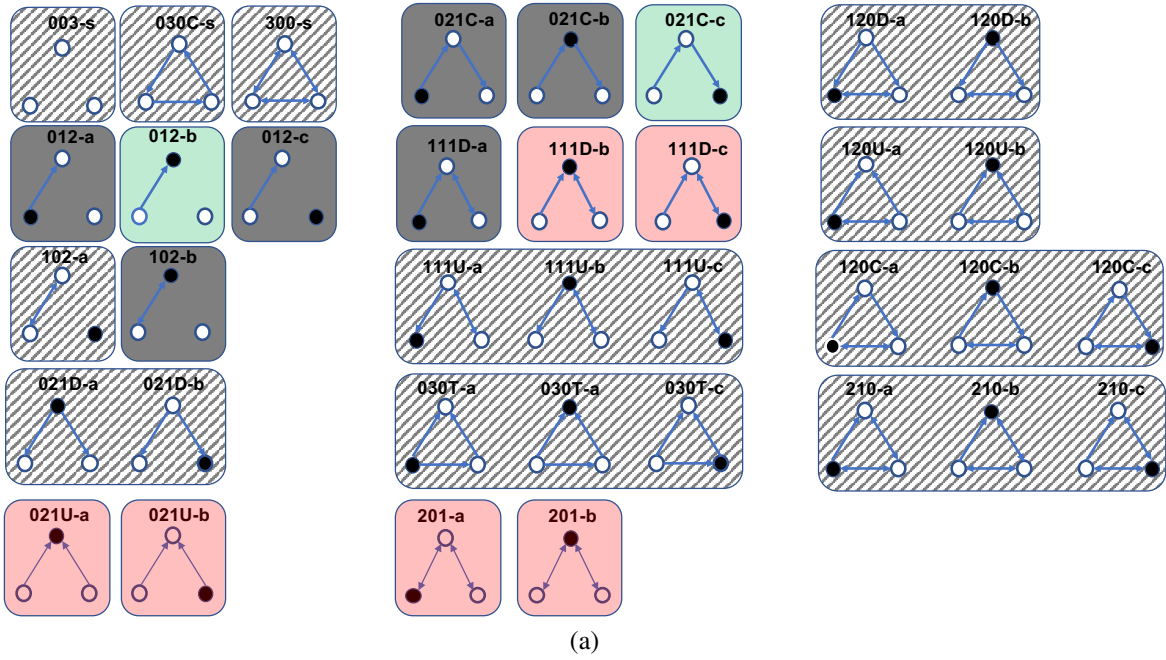 003-s 030C-s 300-s
012-a 012-b 012-c
102-a 102-b
021D-a 021D-b
021U-a 021U-b
021C-a 021C-b 021C-c
111D-a 111D-b 111D-c
111U-a 111U-b 111U-c
030T-a 030T-a 030T-c
201-a 201-b
120D-a 120D-b
120U-a 120U-b
120C-a 120C-b 120C-c
210-a 210-b 210-c
(a)